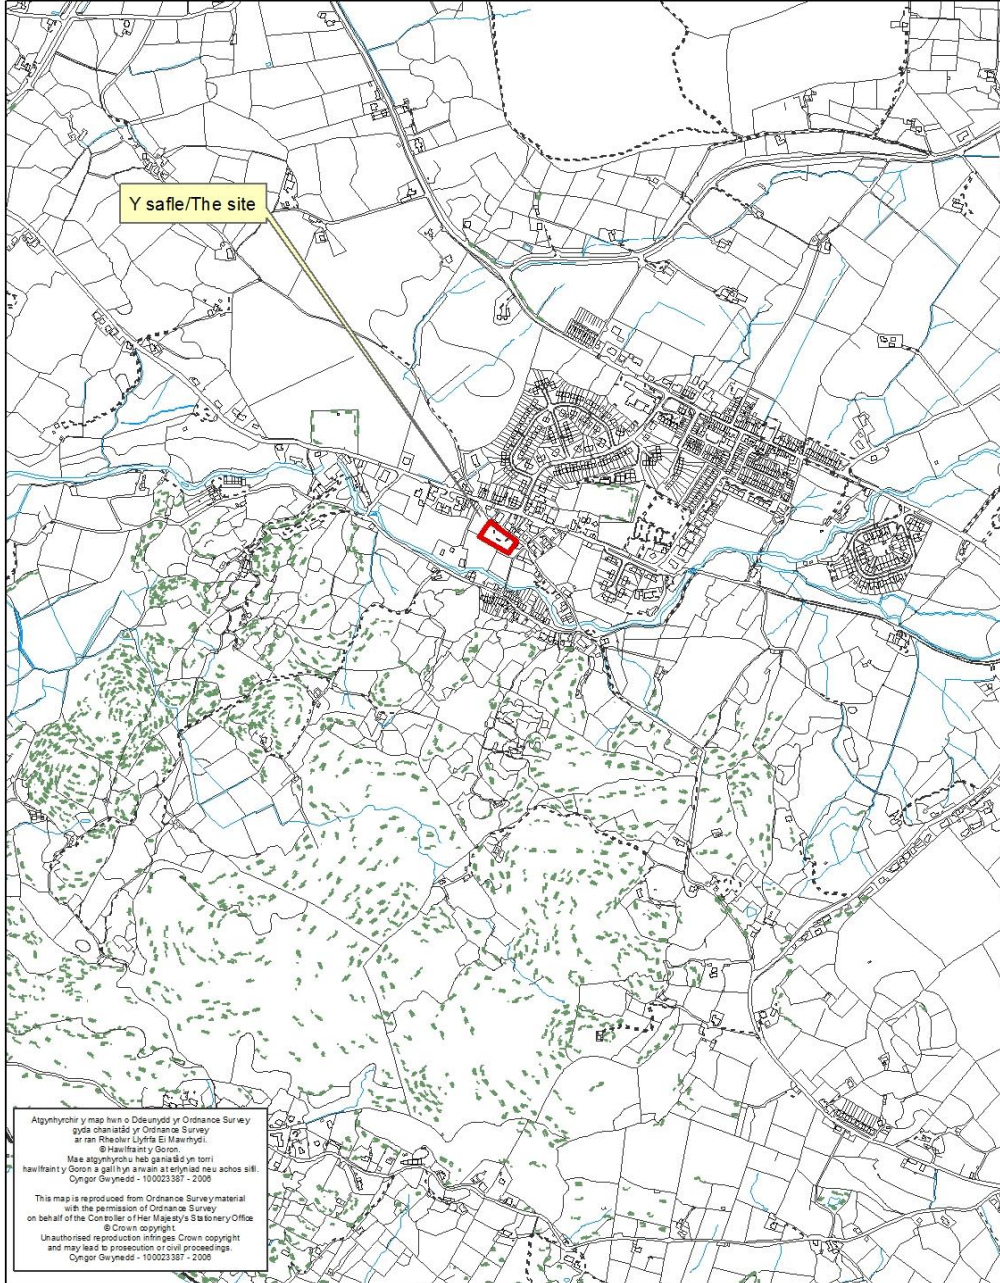 Y safle/The site
Atgynhyrchir y map hwn o Ddeunydd yr Ordnance Survey
gyda chaniatâd yr Ordnance Survey
ar ran Rheolwr Llyfrfa Ei Mawrhydi.
© Hawlfraint y Goron.
Mae atgynhyrchu heb ganiatâd yn torri
hawlfraint y Goron a gall hyn arwain at erlyniad neu achos sifil.
Cyngor Gwynedd - 100023387 - 2006
This map is reproduced from Ordnance Survey material
with the permission of Ordnance Survey
on behalf of the Controller of Her Majesty's Stationery Office
© Crown copyright.
Unauthorised reproduction infringes Crown copyright
and may lead to prosecution or civil proceedings.
Cyngor Gwynedd - 100023387 - 2006